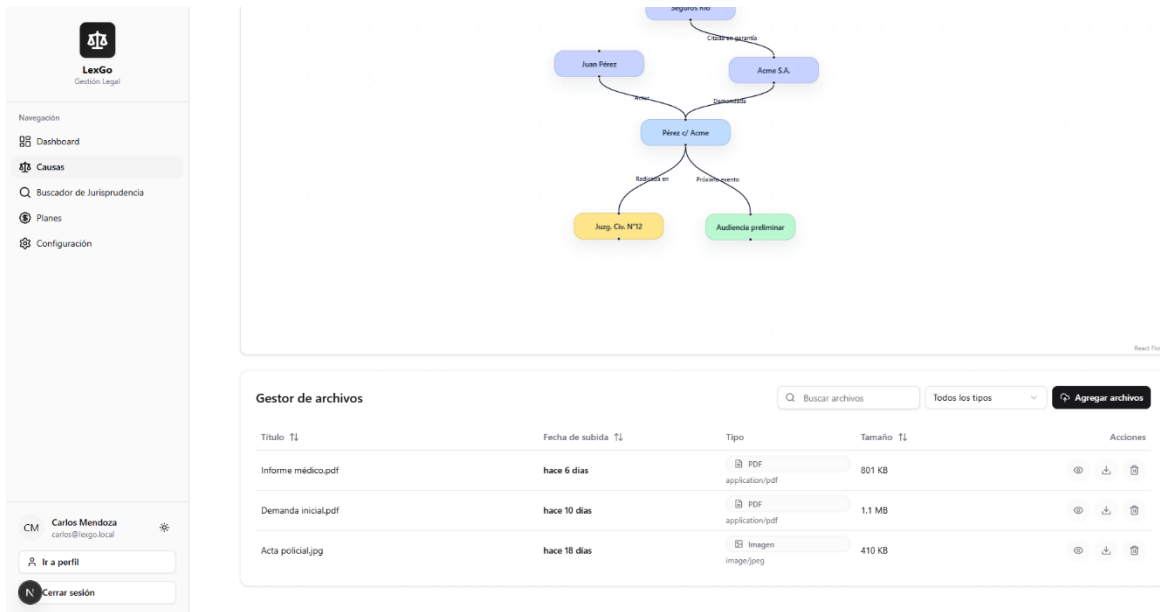 LexGo
Gestión Legal
Navegación
Dashboard
Causas
Buscador de Jurisprudencia
Planes
Configuración
CM
Carlos Mendoza
carlos@lexgo.local
Ir a perfil
N
Cerrar sesión
Seguros Río
Citada en garantía
Juan Pérez
Acme S.A.
Actor
Demandada
Pérez c/ Acme
Radicada en
Próximo evento
Juzg. Civ. N°12
Audiencia preliminar
React Flo
Gestor de archivos
Buscar archivos
Todos los tipos
Agregar archivos
Título Fecha de subida Tipo Tamaño Acciones
Informe médico.pdf hace 6 días PDF 801 KB
application/pdf
Demanda inicial.pdf hace 10 días PDF 1.1 MB
application/pdf
Acta policial.jpg hace 18 días Imagen 410 KB
image/jpeg